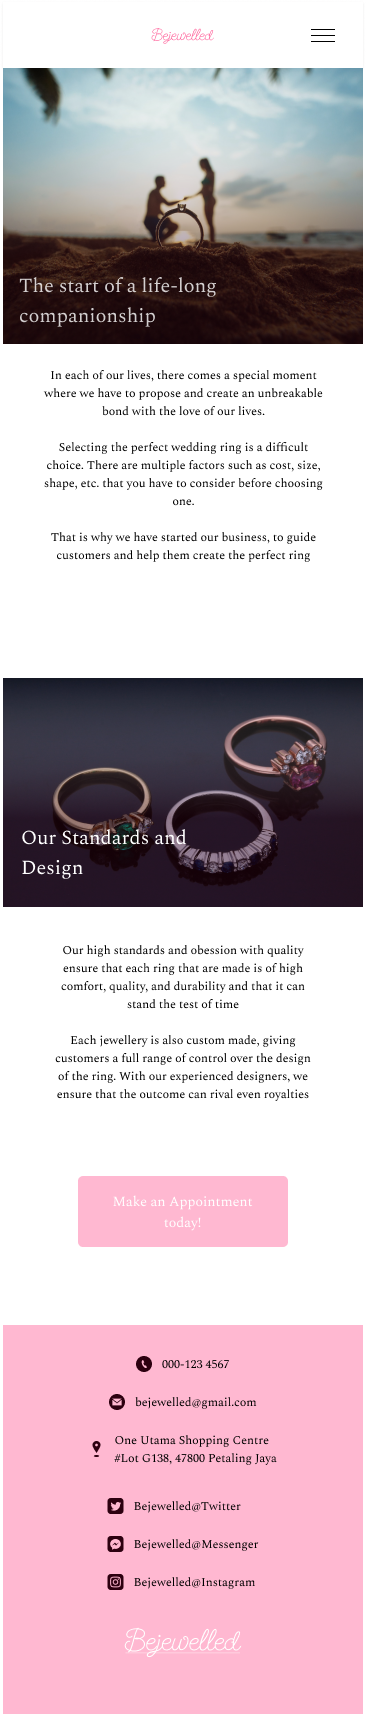 Bejewelled
The start of a life-long
companionship
In each of our lives, there comes a special moment
where we have to propose and create an unbreakable
bond with the love of our lives.
Selecting the perfect wedding ring is a difficult
choice. There are multiple factors such as cost, size,
shape, etc. that you have to consider before choosing
one.
That is why we have started our business, to guide
customers and help them create the perfect ring
Our Standards and
Design
Our high standards and obession with quality
ensure that each ring that are made is of high
comfort, quality, and durability and that it can
stand the test of time
Each jewellery is also custom made, giving
customers a full range of control over the design
of the ring. With our experienced designers, we
ensure that the outcome can rival even royalties
Make an Appointment
today!
000-123 4567
bejewelled@gmail.com
One Utama Shopping Centre
#Lot G138, 47800 Petaling Jaya
Bejewelled@Twitter
Bejewelled@Messenger
Bejewelled@Instagram
Bejewelled